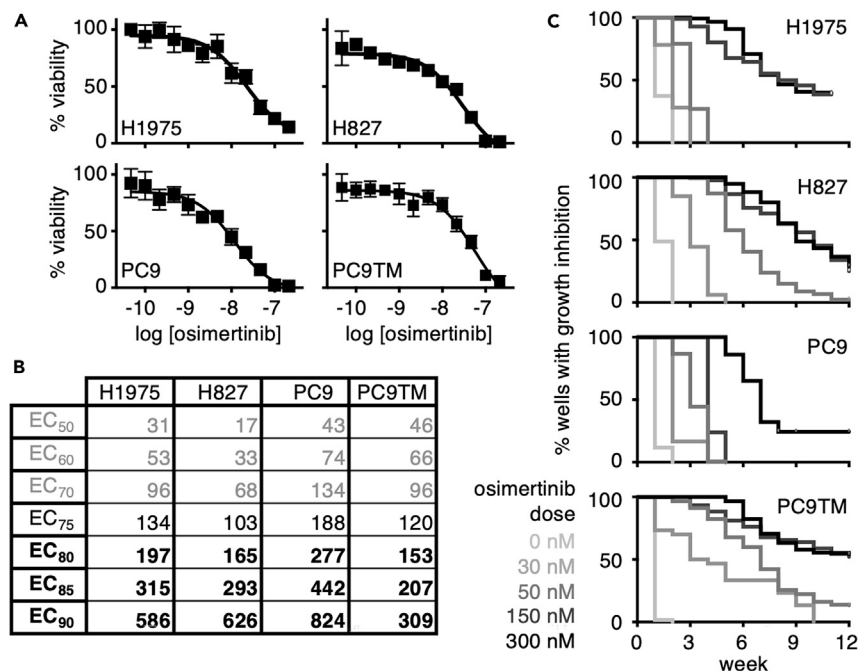 A
% viability
100
50
0
H1975
H827
% viability
100
50
0
PC9
PC9TM
-10 -9 -8 -7
-10 -9 -8 -7
log [osimertinib]
log [osimertinib]
B
H1975 H827 PC9 PC9TM
EC50 31 17 43 46
EC60 53 33 74 66
EC70 96 68 134 96
EC75 134 103 188 120
EC80 197 165 277 153
EC85 315 293 442 207
EC90 586 626 824 309
C
% wells with growth inhibition
100
50
0
H1975
100
50
0
H827
100
50
0
PC9
100
50
0
PC9TM
0 3 6 9 12
week
osimertinib
dose
0 nM
30 nM
50 nM
150 nM
300 nM